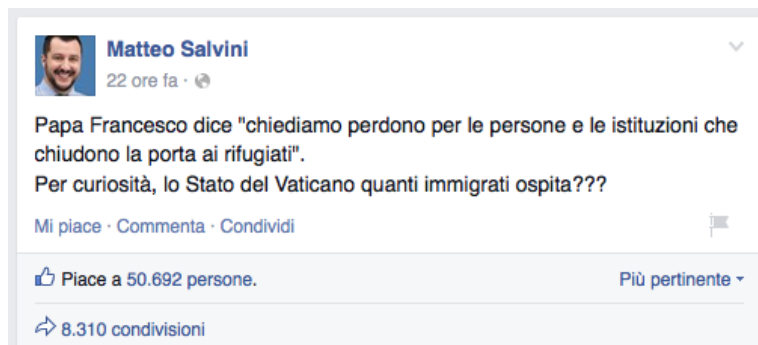 Matteo Salvini
22 ore fa ·
Papa Francesco dice "chiediamo perdono per le persone e le istituzioni che
chiudono la porta ai rifugiati".
Per curiosità, lo Stato del Vaticano quanti immigrati ospita???
Mi piace · Commenta · Condividi
Piace a 50.692 persone. Più pertinente
8.310 condivisioni